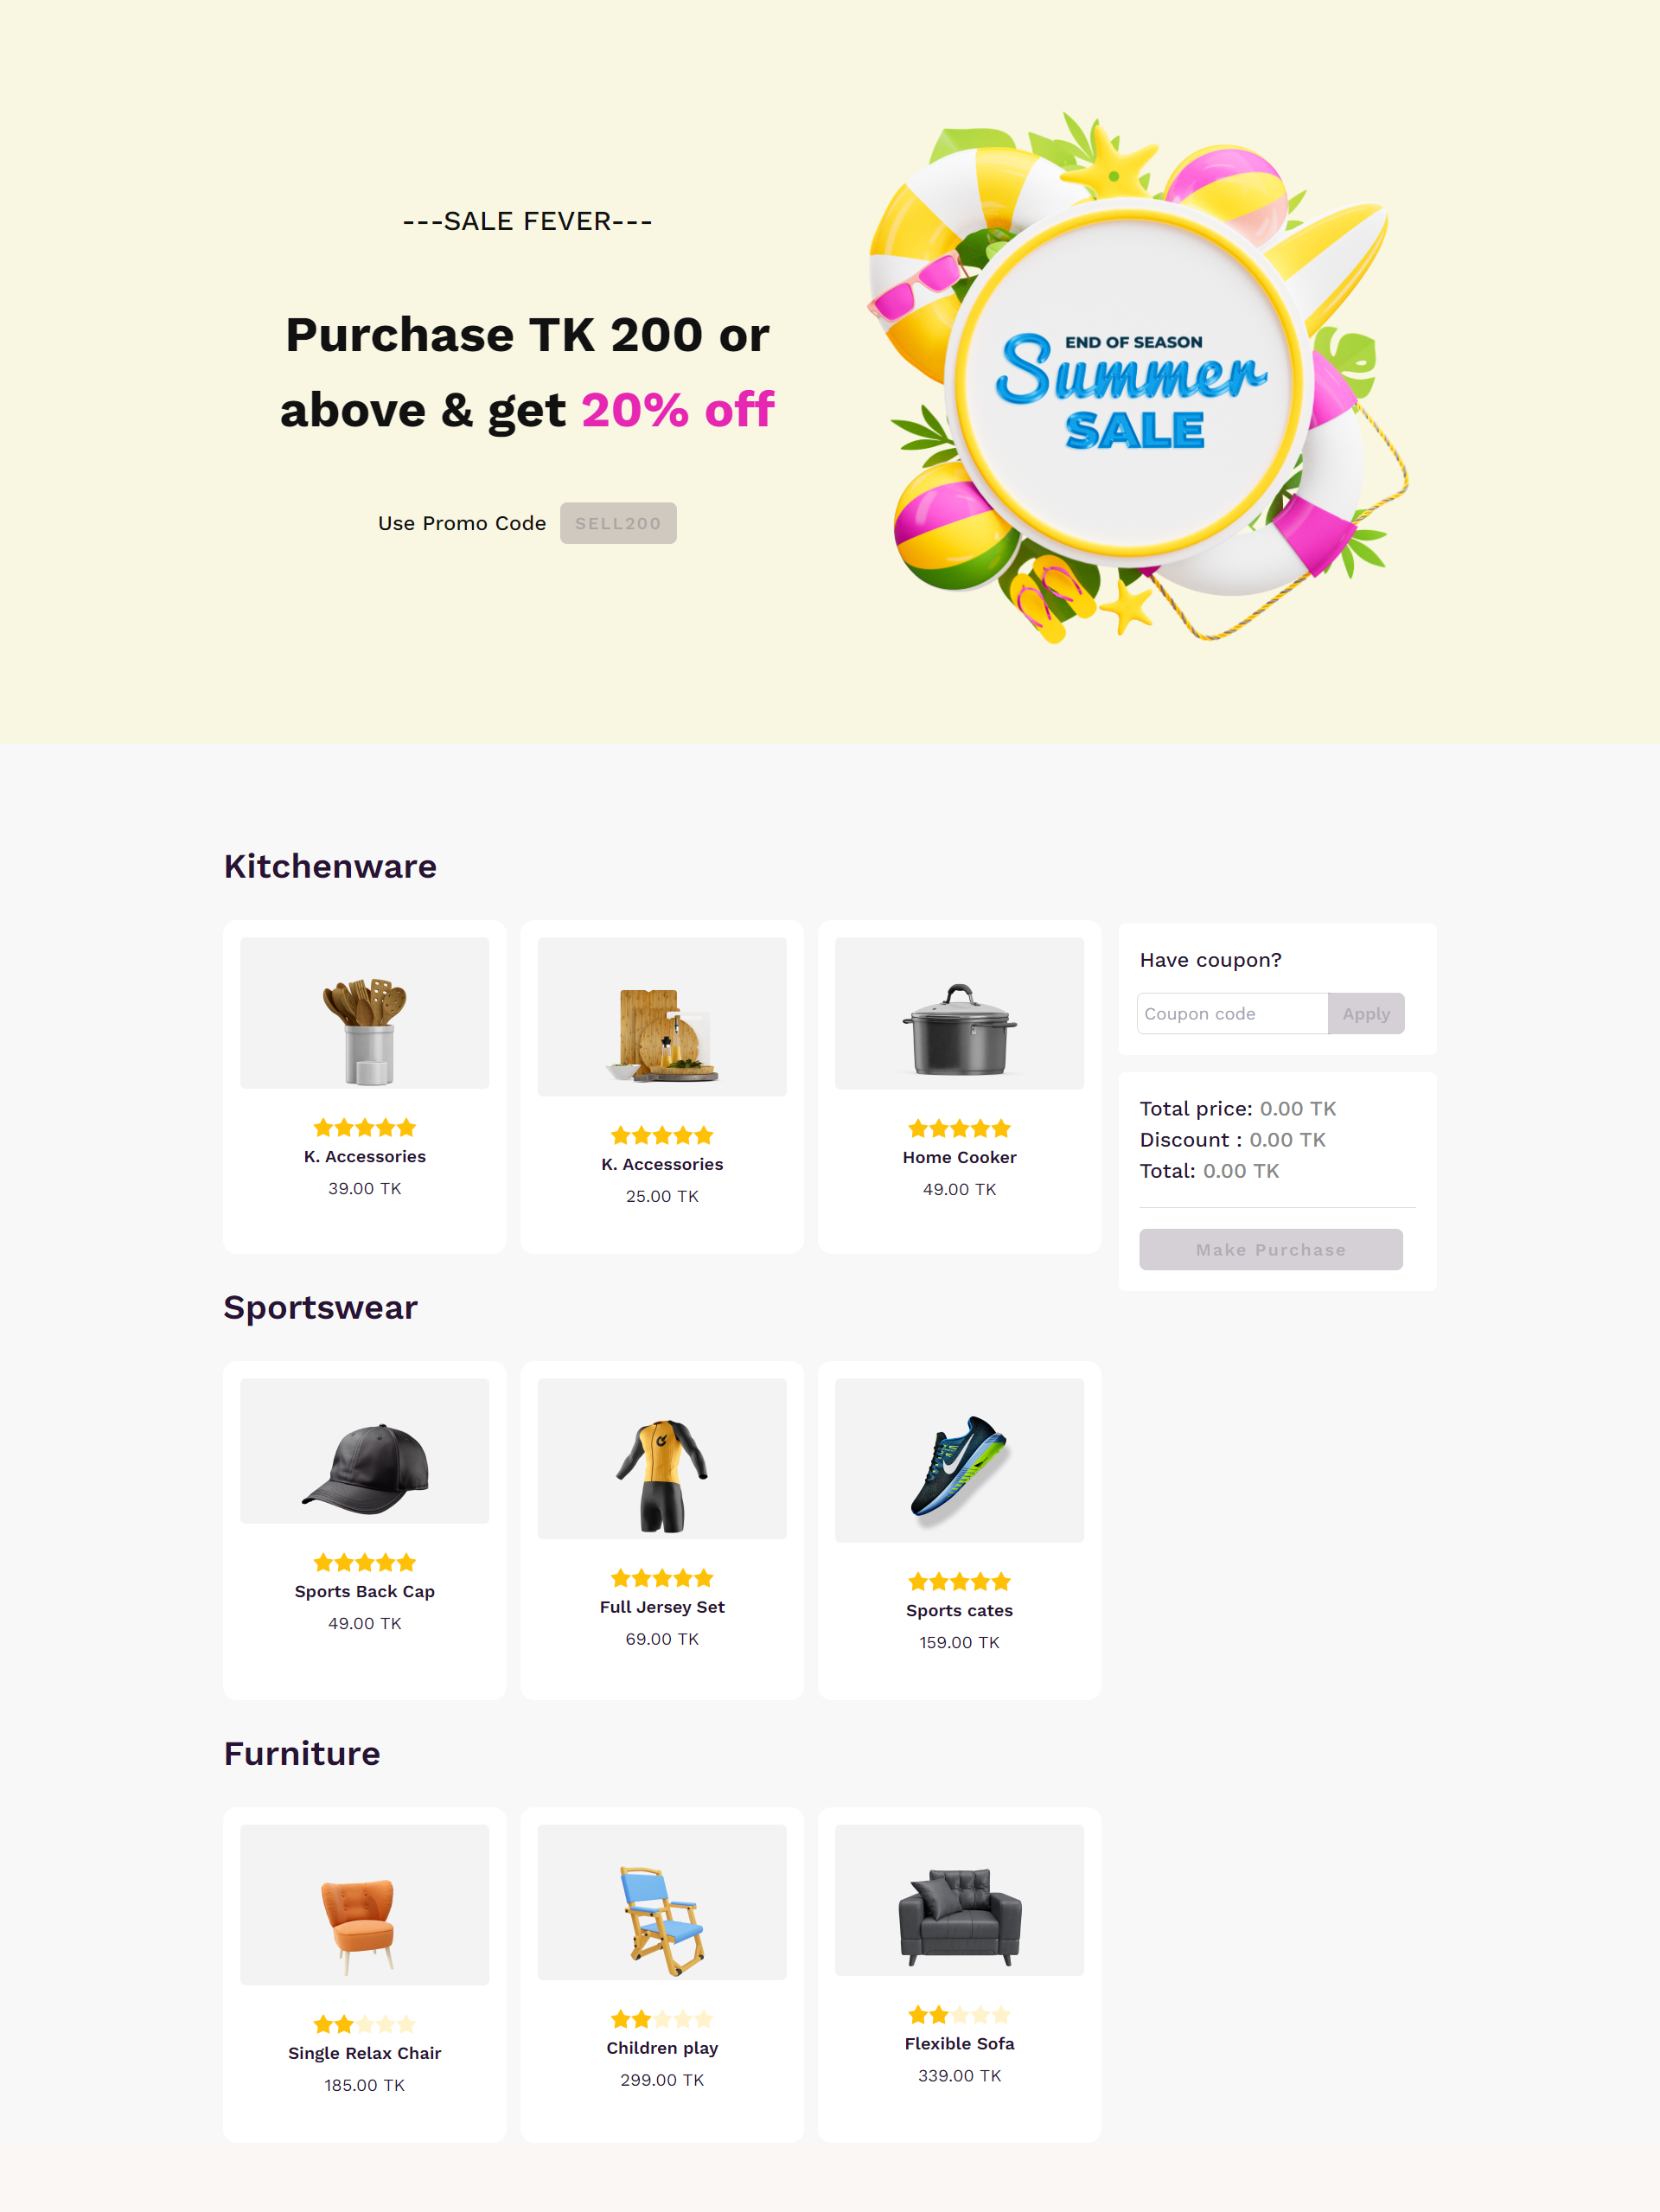 ---SALE FEVER---
Purchase TK 200 or
above & get 20% off
Use Promo Code SELL200
END OF SEASON
Summer
SALE
Kitchenware
K. Accessories
39.00 TK
K. Accessories
25.00 TK
Home Cooker
49.00 TK
Have coupon?
Coupon code Apply
Total price: 0.00 TK
Discount : 0.00 TK
Total: 0.00 TK
Make Purchase
Sportswear
Sports Back Cap
49.00 TK
Full Jersey Set
69.00 TK
Sports cates
159.00 TK
Furniture
Single Relax Chair
185.00 TK
Children play
299.00 TK
Flexible Sofa
339.00 TK